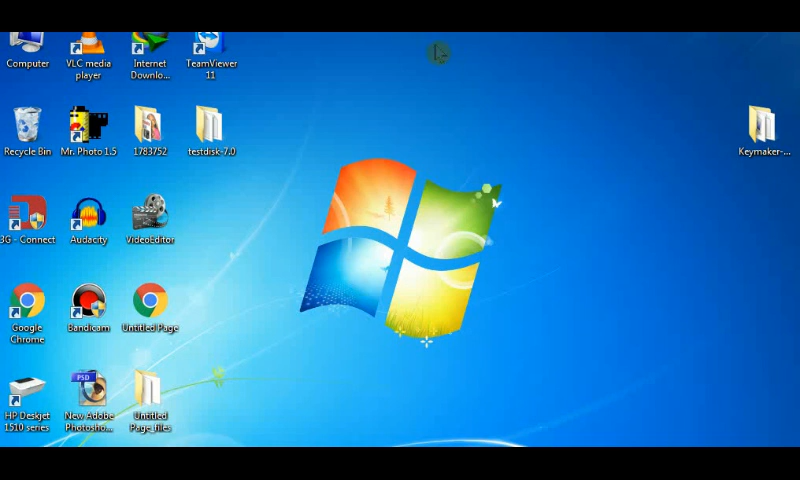 Computer
VLC media
player
Internet
Downlo...
TeamViewer
11
Recycle Bin
Mr. Photo 1.5
1783752
testdisk-7.0
Keymaker-...
3G - Connect
Audacity
VideoEditor
Google
Chrome
Bandicam
Untitled Page
PSD
HP Deskjet
1510 series
New Adobe
Photosho...
Untitled
Page_files